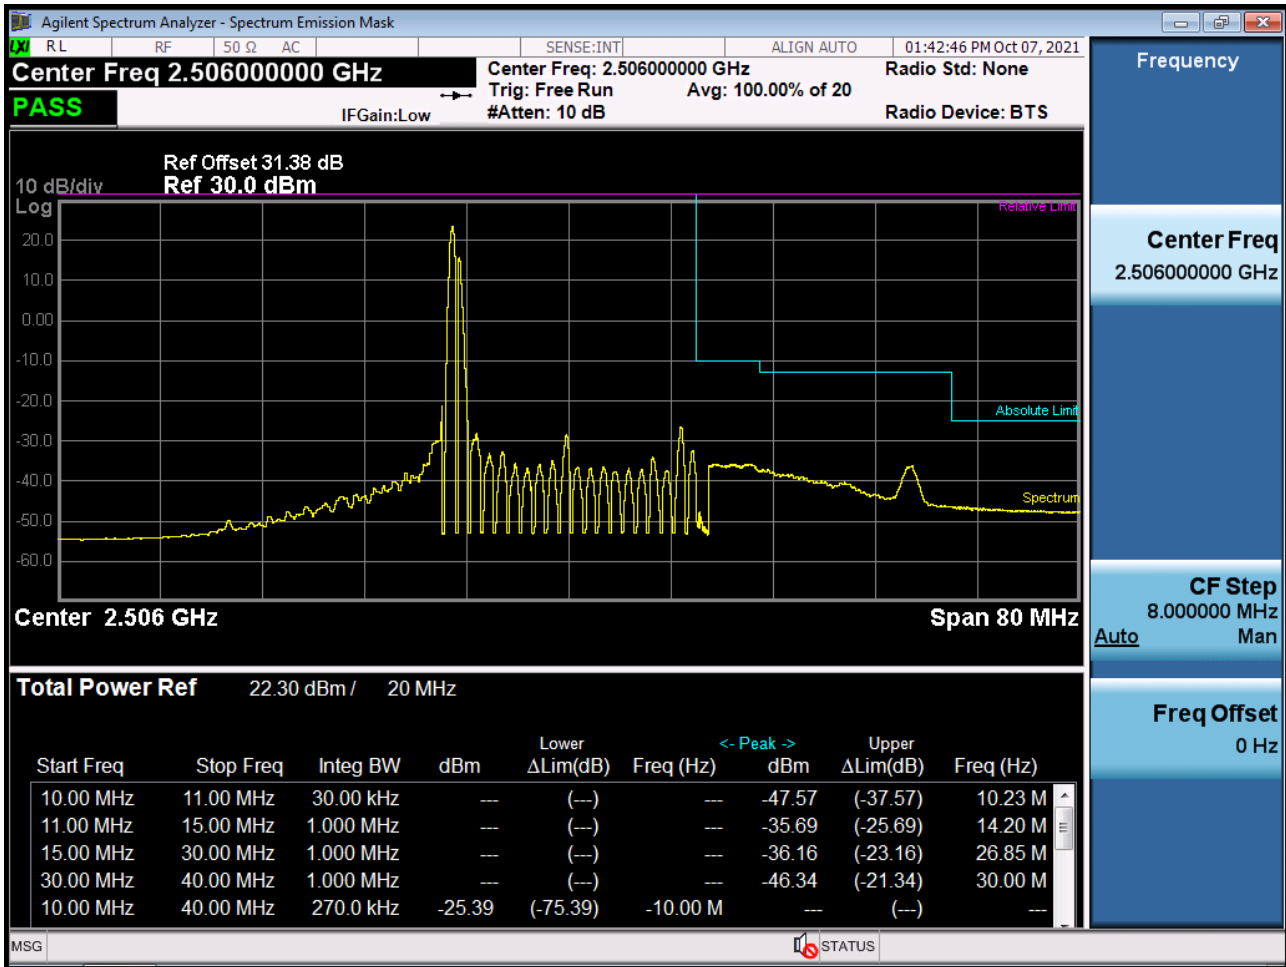 Agilent Spectrum Analyzer - Spectrum Emission Mask
LXI RL RF 50 Ω AC SENSE:INT ALIGN AUTO 01:42:46 PM Oct 07, 2021
Center Freq 2.506000000 GHz
PASS
IFGain:Low
Center Freq: 2.506000000 GHz
Trig: Free Run Avg: 100.00% of 20
#Atten: 10 dB
Radio Std: None
Radio Device: BTS
Ref Offset 31.38 dB
10 dB/div Ref 30.0 dBm
Log
Relative Limit
20.0
10.0
0.00
-10.0
-20.0
Absolute Limit
-30.0
-40.0
Spectrum
-50.0
-60.0
Center 2.506 GHz Span 80 MHz
Total Power Ref 22.30 dBm / 20 MHz
Lower <- Peak -> Upper
Start Freq Stop Freq Integ BW dBm ΔLim(dB) Freq (Hz) dBm ΔLim(dB) Freq (Hz)
10.00 MHz 11.00 MHz 30.00 kHz --- (---) --- -47.57 (-37.57) 10.23 M
11.00 MHz 15.00 MHz 1.000 MHz --- (---) --- -35.69 (-25.69) 14.20 M
15.00 MHz 30.00 MHz 1.000 MHz --- (---) --- -36.16 (-23.16) 26.85 M
30.00 MHz 40.00 MHz 1.000 MHz --- (---) --- -46.34 (-21.34) 30.00 M
10.00 MHz 40.00 MHz 270.0 kHz -25.39 (-75.39) -10.00 M --- (---) ---
MSG STATUS
Frequency
Center Freq
2.506000000 GHz
CF Step
8.000000 MHz
Auto Man
Freq Offset
0 Hz